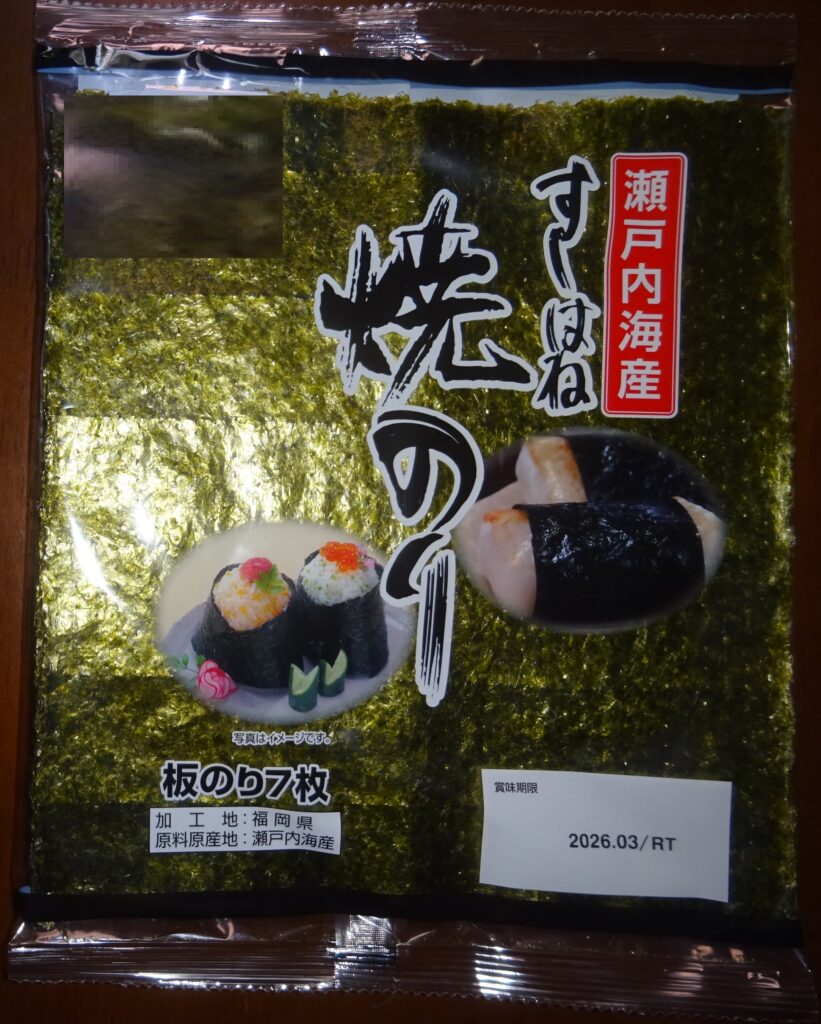 瀬戸内海産
すしはね
焼のり
写真はイメージです。
板のり7枚
加工地：福岡県
原料原産地：瀬戸内海産
賞味期限
2026.03/RT